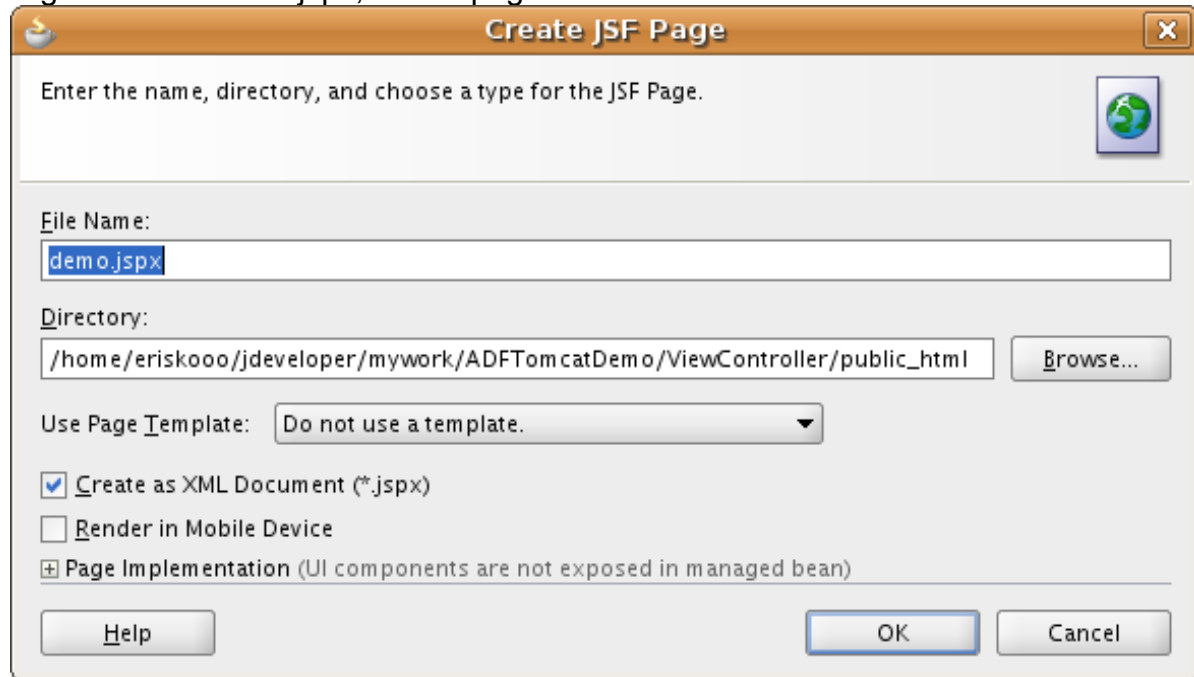 Create JSF Page
Enter the name, directory, and choose a type for the JSF Page.
File Name:
demo.jspx
Directory:
/home/eriskooo/jdeveloper/mywork/ADFTomcatDemo/ViewController/public_html Browse...
Use Page Template: Do not use a template.
Create as XML Document (*.jspx)
Render in Mobile Device
Page Implementation (UI components are not exposed in managed bean)
Help OK Cancel